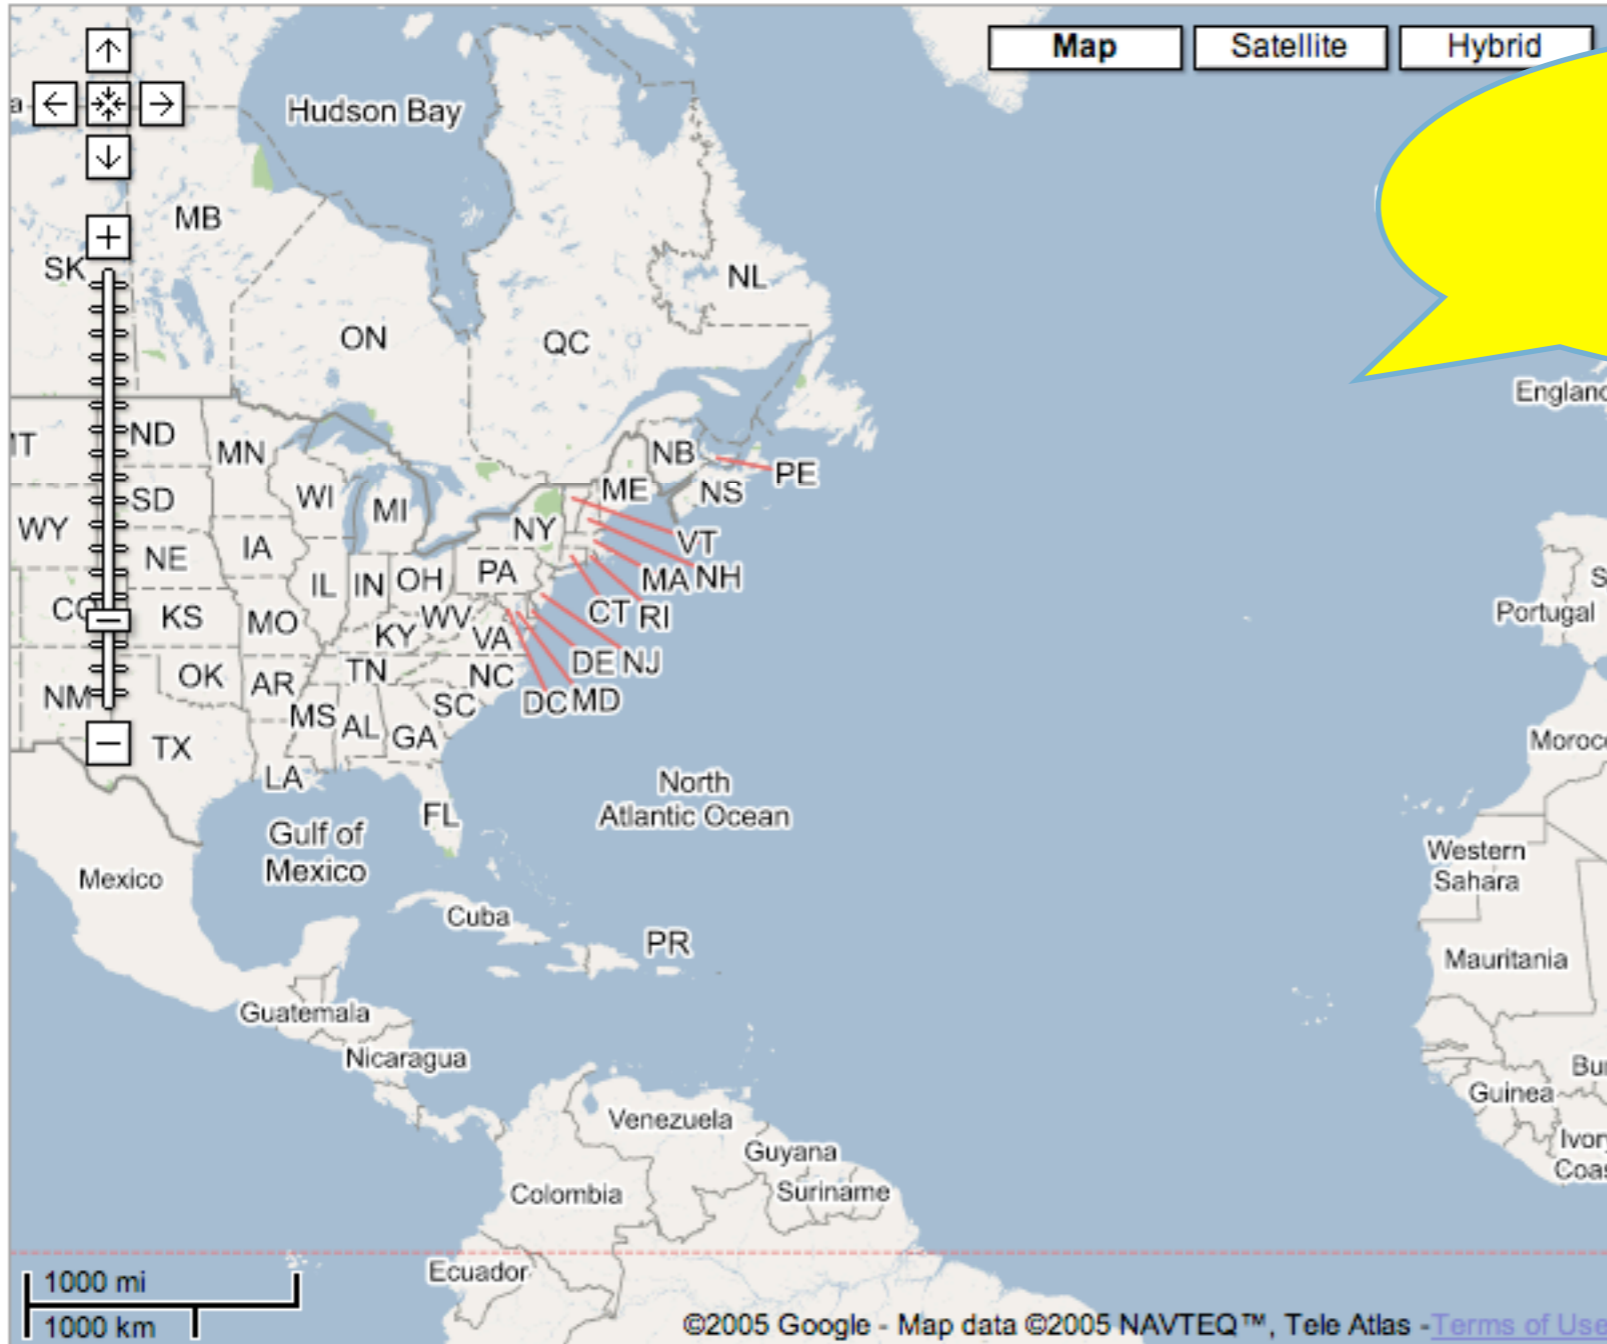 Map
Satellite
Hybrid
a
Hudson Bay
MB
SK
NL
ON
QC
England
ND
MN
NB
PE
SD
WI
MI
ME
NS
WY
NY
VT
NE
IA
IL
IN
OH
PA
MA
NH
CO
KS
MO
KY
WV
VA
CT
RI
Portugal
S
NM
OK
AR
TN
NC
DE
NJ
DC
MD
TX
MS
AL
GA
SC
LA
FL
North
Atlantic Ocean
Gulf of
Mexico
Mexico
Cuba
PR
Moroc
Western
Sahara
Mauritania
Guatemala
Nicaragua
Venezuela
Guyana
Suriname
Colombia
Ecuador
Guinea
Bu
Ivory
Coas
1000 mi
1000 km
©2005 Google - Map data ©2005 NAVTEQ™, Tele Atlas - Terms of Use